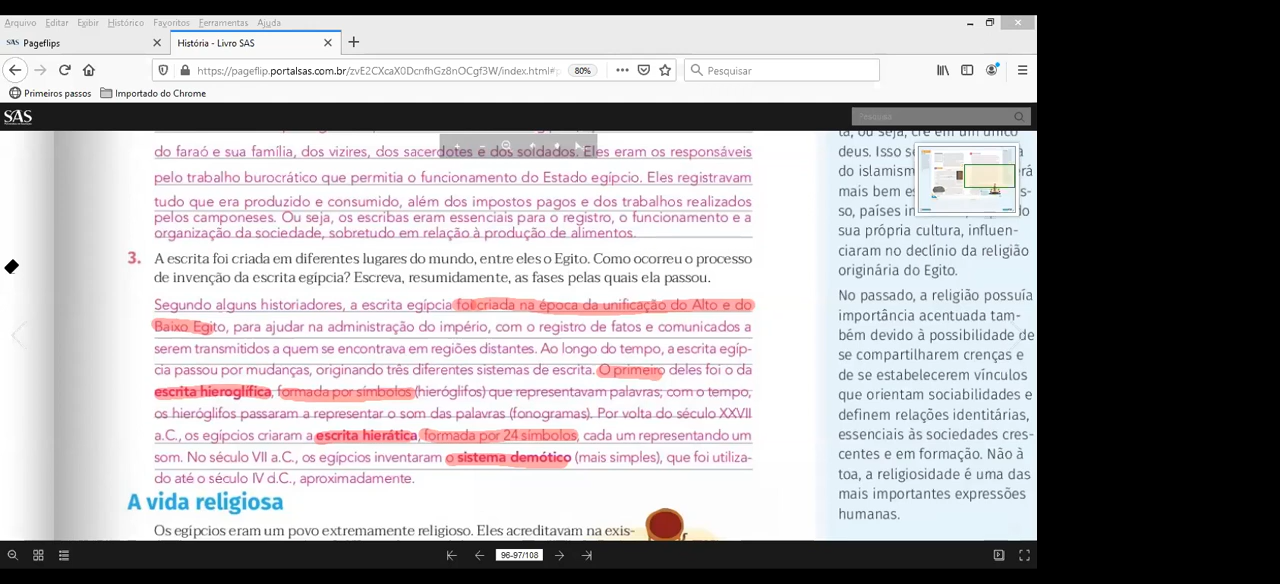 Arquivo Editar Exibir Histórico Favoritos Ferramentas Ajuda
SAS Pageflips
História - Livro SAS
https://pageflip.portalsas.com.br/zvE2CXcaX0DcnfhGz8nOCgf3W/index.html#p
80%
Pesquisar
Primeiros passos Importado do Chrome
SAS
Pesquisa
do faraó e sua família, dos vizires, dos sacerdotes e dos soldados. Eles eram os responsáveis
pelo trabalho burocrático que permitia o funcionamento do Estado egípcio. Eles registravam
tudo que era produzido e consumido, além dos impostos pagos e dos trabalhos realizados
pelos camponeses. Ou seja, os escribas eram essenciais para o registro, o funcionamento e a
organização da sociedade, sobretudo em relação à produção de alimentos.
3. A escrita foi criada em diferentes lugares do mundo, entre eles o Egito. Como ocorreu o processo
de invenção da escrita egípcia? Escreva, resumidamente, as fases pelas quais ela passou.
Segundo alguns historiadores, a escrita egípcia foi criada na época da unificação do Alto e do
Baixo Egito, para ajudar na administração do império, com o registro de fatos e comunicados a
serem transmitidos a quem se encontrava em regiões distantes. Ao longo do tempo, a escrita egíp-
cia passou por mudanças, originando três diferentes sistemas de escrita. O primeiro deles foi o da
escrita hieroglífica, formada por símbolos (hieróglifos) que representavam palavras; com o tempo,
os hieróglifos passaram a representar o som das palavras (fonogramas). Por volta do século XXVII
a.C., os egípcios criaram a escrita hierática, formada por 24 símbolos, cada um representando um
som. No século VII a.C., os egípcios inventaram o sistema demótico (mais simples), que foi utiliza-
do até o século IV d.C., aproximadamente.
A vida religiosa
Os egípcios eram um povo extremamente religioso. Eles acreditavam na exis-
ta, ou seja, crê em um único
deus. Isso
do islamismo
mais bem
so, países
sua própria cultura, influen-
ciaram no declínio da religião
originária do Egito.
No passado, a religião possuía
importância acentuada tam-
bém devido à possibilidade de
se compartilharem crenças e
de se estabelecerem vínculos
que orientam sociabilidades e
definem relações identitárias,
essenciais às sociedades cres-
centes e em formação. Não à
toa, a religiosidade é uma das
mais importantes expressões
humanas.
96-97/108